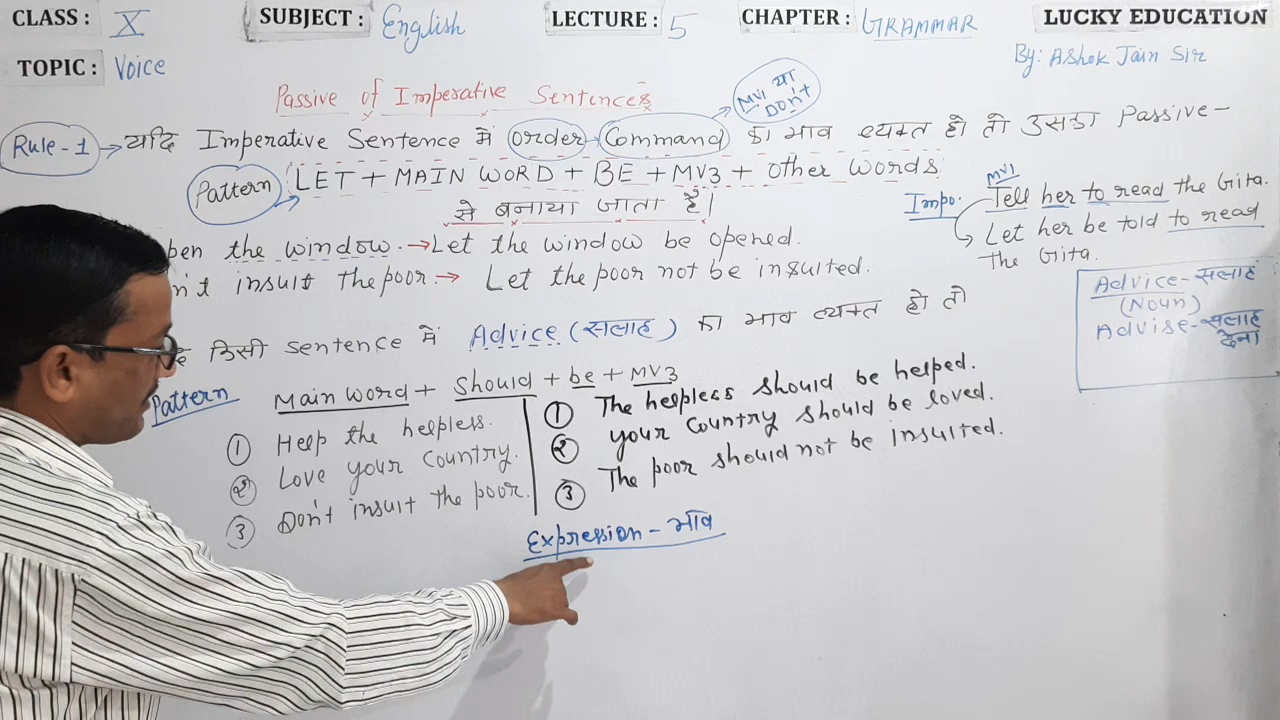 CLASS : X SUBJECT : English LECTURE : 5 CHAPTER : GRAMMAR LUCKY EDUCATION
TOPIC : Voice By: Ashok Jain Sir
Passive of Imperative Sentences
MV1 या Don't
Rule-1 → यदि Imperative Sentence में order Command का भाव व्यक्त हो तो उसका Passive-
Pattern → LET + MAIN WORD + BE + MV3 + other words
से बनाया जाता है।
MV1
Impo. Tell her to read the Gita.
→ Let her be told to read the Gita.
pen the window. → Let the window be opened.
n't insult the poor → Let the poor not be insulted.
Advice - सलाह
(Noun)
Advise - सलाह देना
दि किसी sentence में Advice (सलाह) का भाव व्यक्त हो तो
Pattern Main word + should + be + MV3
① Help the helpless. ① The helpless should be helped.
② Love your country. ② your country should be loved.
③ Don't insult the poor. ③ The poor should not be insulted.
Expression - भाव